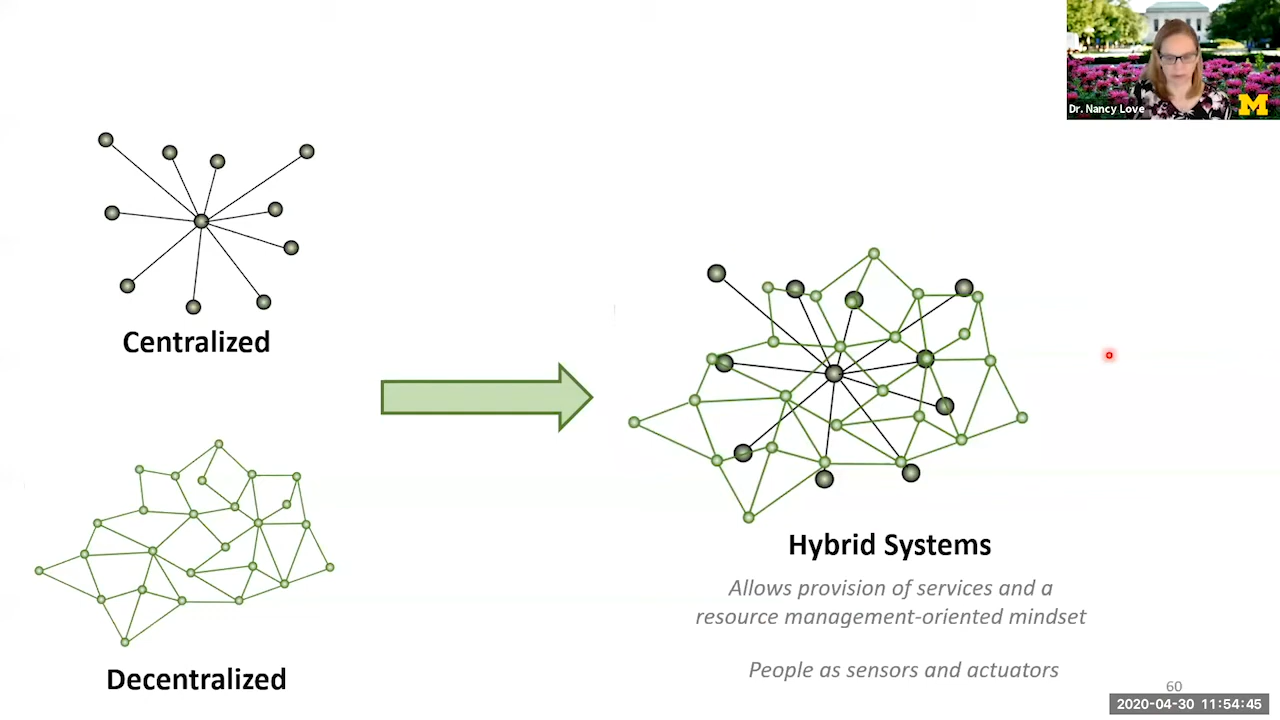 Dr. Nancy Love
M
Centralized
Decentralized
Hybrid Systems
Allows provision of services and a
resource management-oriented mindset
People as sensors and actuators
60
2020-04-30 11:54:45